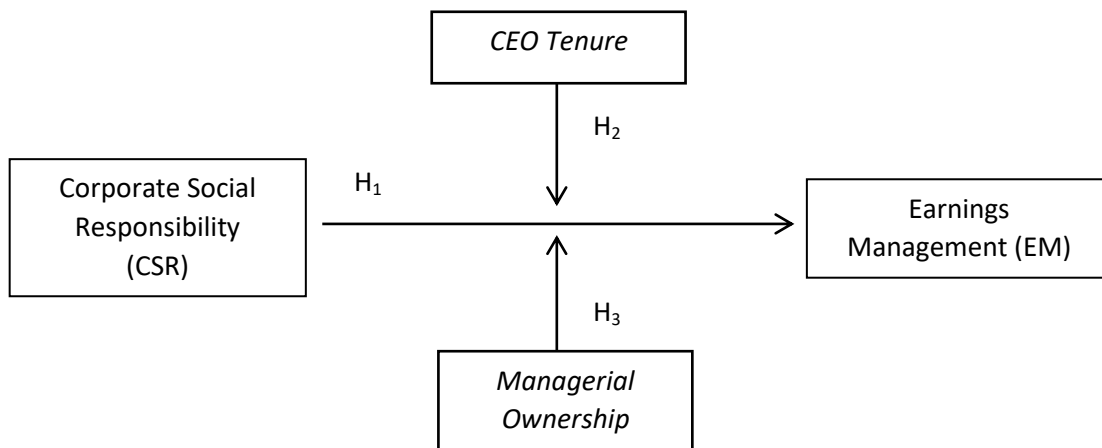 CEO Tenure
H₂
Corporate Social
Responsibility
(CSR)
H₁
Earnings
Management (EM)
H₃
Managerial
Ownership